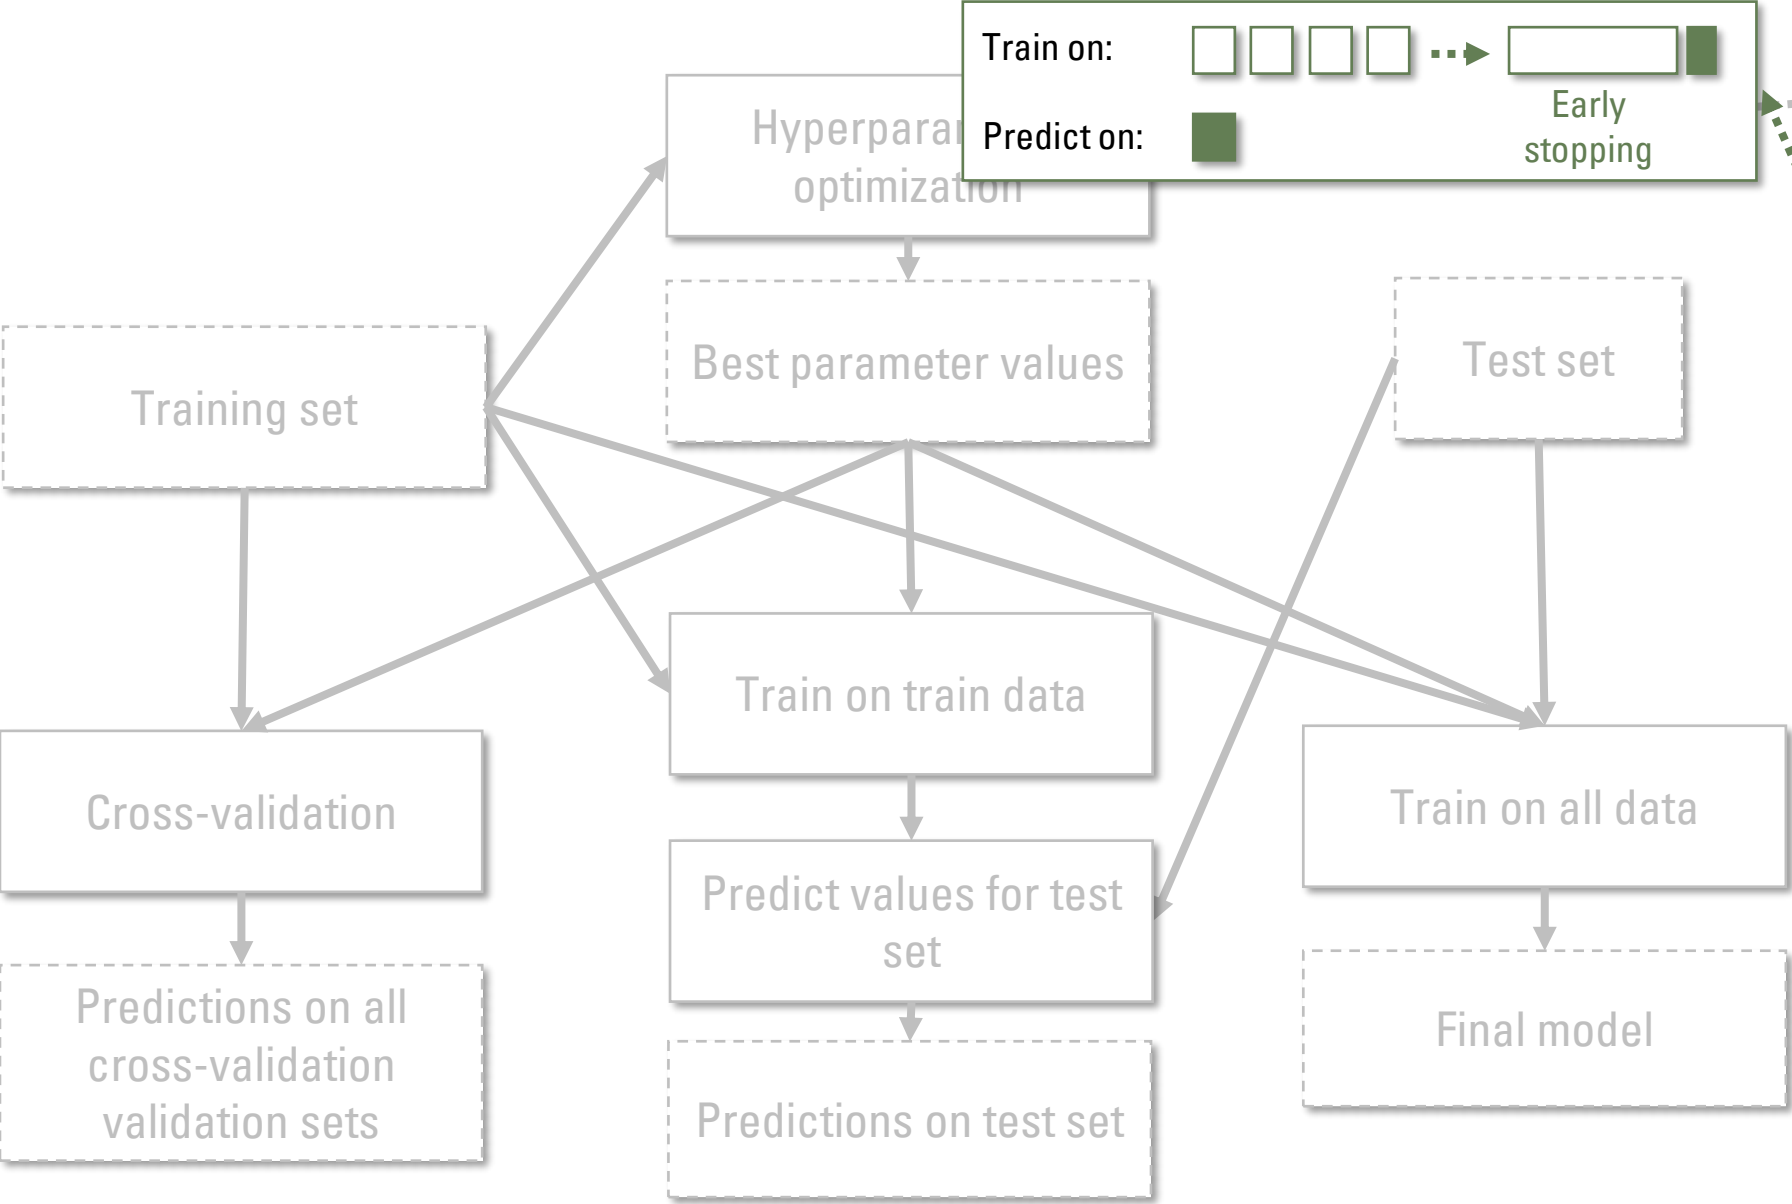 Train on:
Early
stopping
Predict on:
optimization
Best parameter values
Test set
Training set
Train on train data
Cross-validation
Train on all data
Predict values for test
set
Predictions on all
cross-validation
validation sets
Final model
Predictions on test set